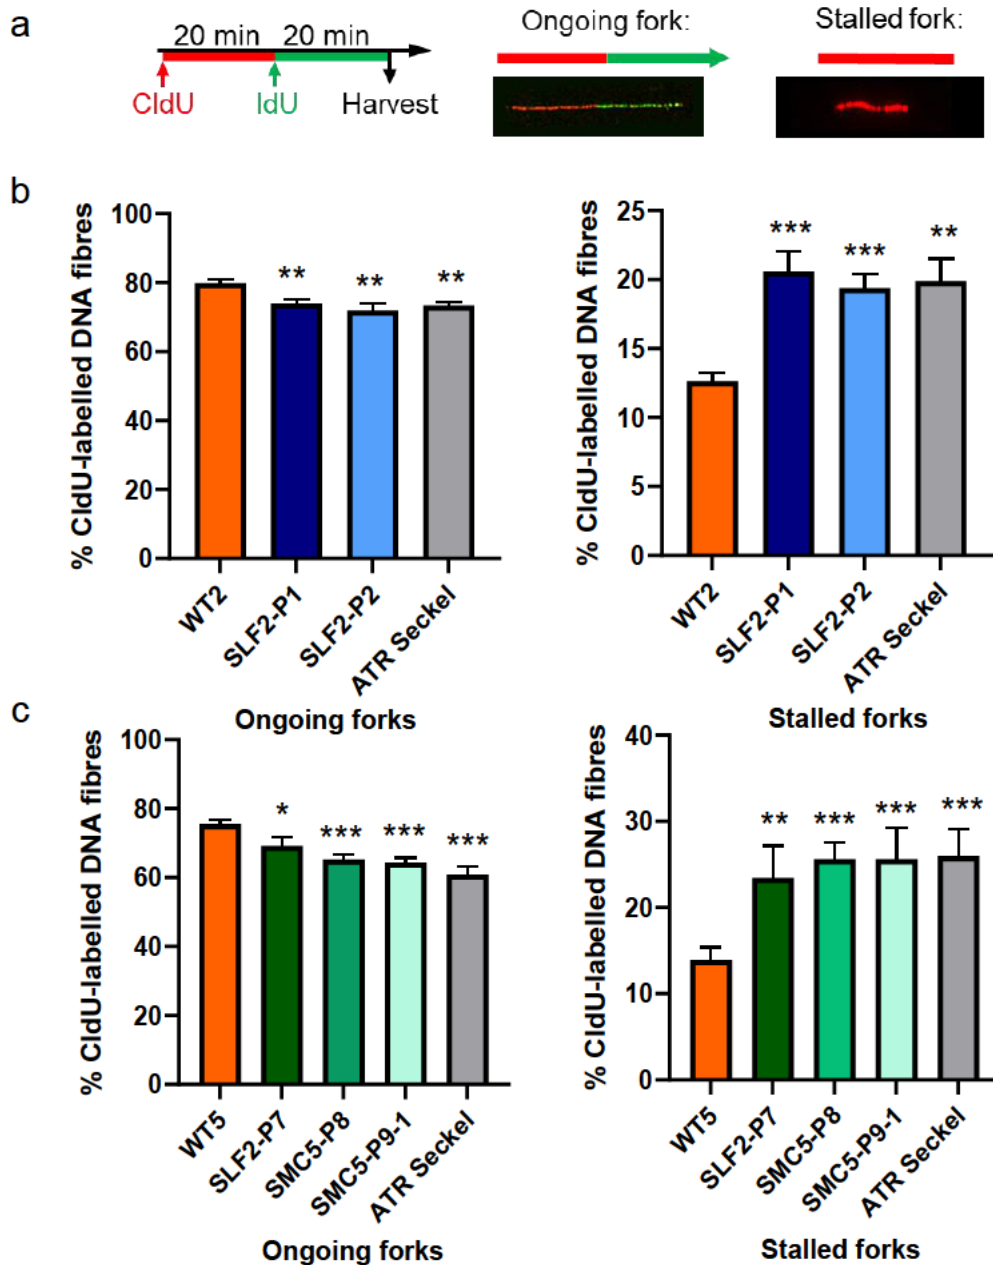 a
20 min 20 min
CldU IdU Harvest
Ongoing fork:
Stalled fork:
b
% CldU-labelled DNA fibres
100
80
60
40
20
0
** ** **
WT2
SLF2-P1
SLF2-P2
ATR Seckel
Ongoing forks
% CldU-labelled DNA fibres
25
20
15
10
5
0
*** *** **
WT2
SLF2-P1
SLF2-P2
ATR Seckel
Stalled forks
c
% CldU-labelled DNA fibres
100
80
60
40
20
0
* *** *** ***
WT5
SLF2-P7
SMC5-P8
SMC5-P9-1
ATR Seckel
Ongoing forks
% CldU-labelled DNA fibres
40
30
20
10
0
** *** *** ***
WT5
SLF2-P7
SMC5-P8
SMC5-P9-1
ATR Seckel
Stalled forks